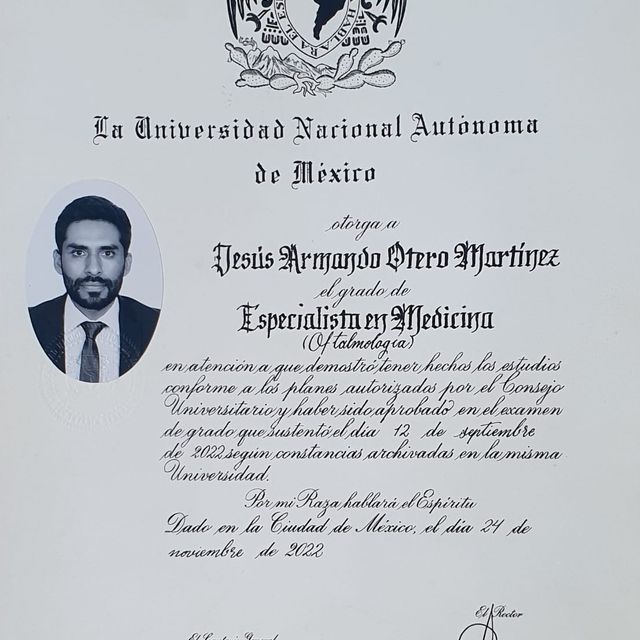 HABLARA EL ES
La Universidad Nacional Autónoma
de México
otorga a
Jesús Armando Otero Martínez
el grado de
Especialista en Medicina
(Oftalmología)
en atención a que demostró tener hechos los estudios
conforme a los planes autorizados por el Consejo
Universitario y haber sido aprobado en el examen
de grado que sustentó el día 12 de septiembre
de 2022 según constancias archivadas en la misma
Universidad.
Por mi Raza hablará el Espíritu
Dado en la Ciudad de México, el día 24 de
noviembre de 2022
El Rector